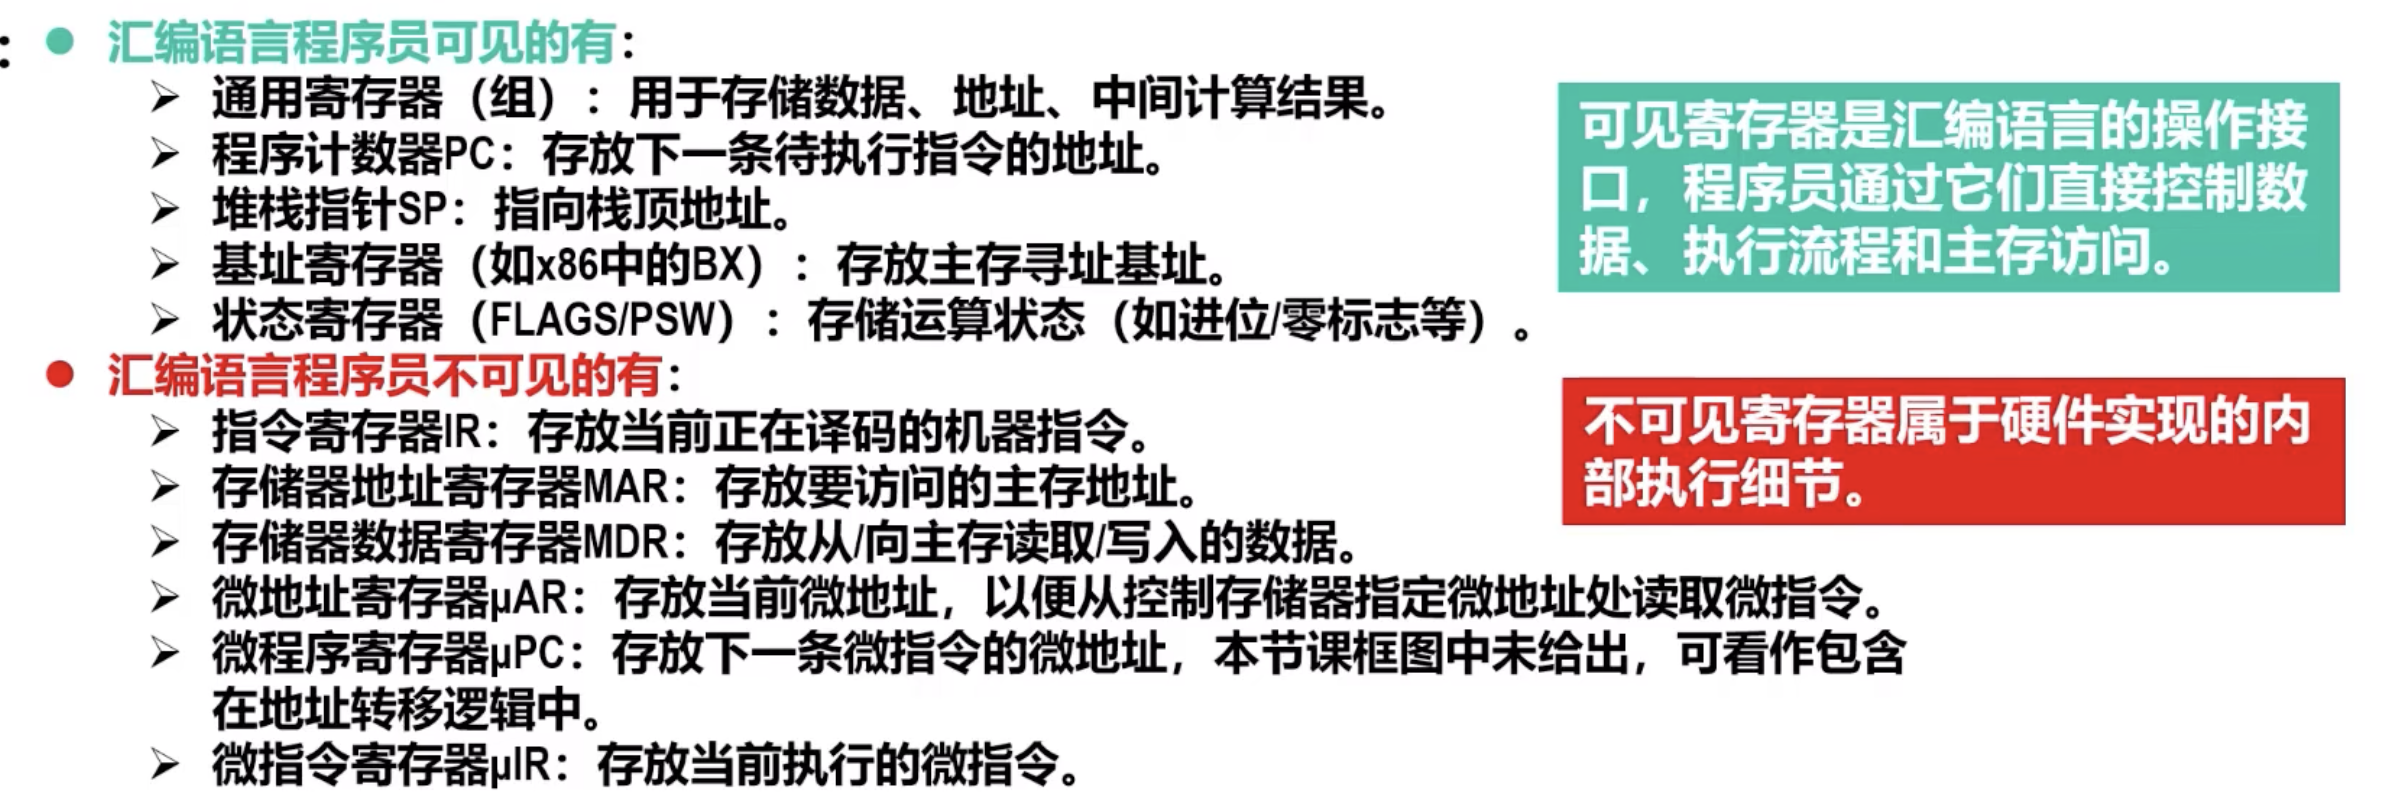 ：
● 汇编语言程序员可见的有：
➢ 通用寄存器（组）：用于存储数据、地址、中间计算结果。
➢ 程序计数器PC：存放下一条待执行指令的地址。
➢ 堆栈指针SP：指向栈顶地址。
➢ 基址寄存器（如x86中的BX）：存放主存寻址基址。
➢ 状态寄存器（FLAGS/PSW）：存储运算状态（如进位/零标志等）。
可见寄存器是汇编语言的操作接
口，程序员通过它们直接控制数
据、执行流程和主存访问。
● 汇编语言程序员不可见的有：
➢ 指令寄存器IR：存放当前正在译码的机器指令。
➢ 存储器地址寄存器MAR：存放要访问的主存地址。
➢ 存储器数据寄存器MDR：存放从/向主存读取/写入的数据。
➢ 微地址寄存器μAR：存放当前微地址，以便从控制存储器指定微地址处读取微指令。
➢ 微程序寄存器μPC：存放下一条微指令的微地址，本节课框图中未给出，可看作包含
在地址转移逻辑中。
➢ 微指令寄存器μIR：存放当前执行的微指令。
不可见寄存器属于硬件实现的内
部执行细节。